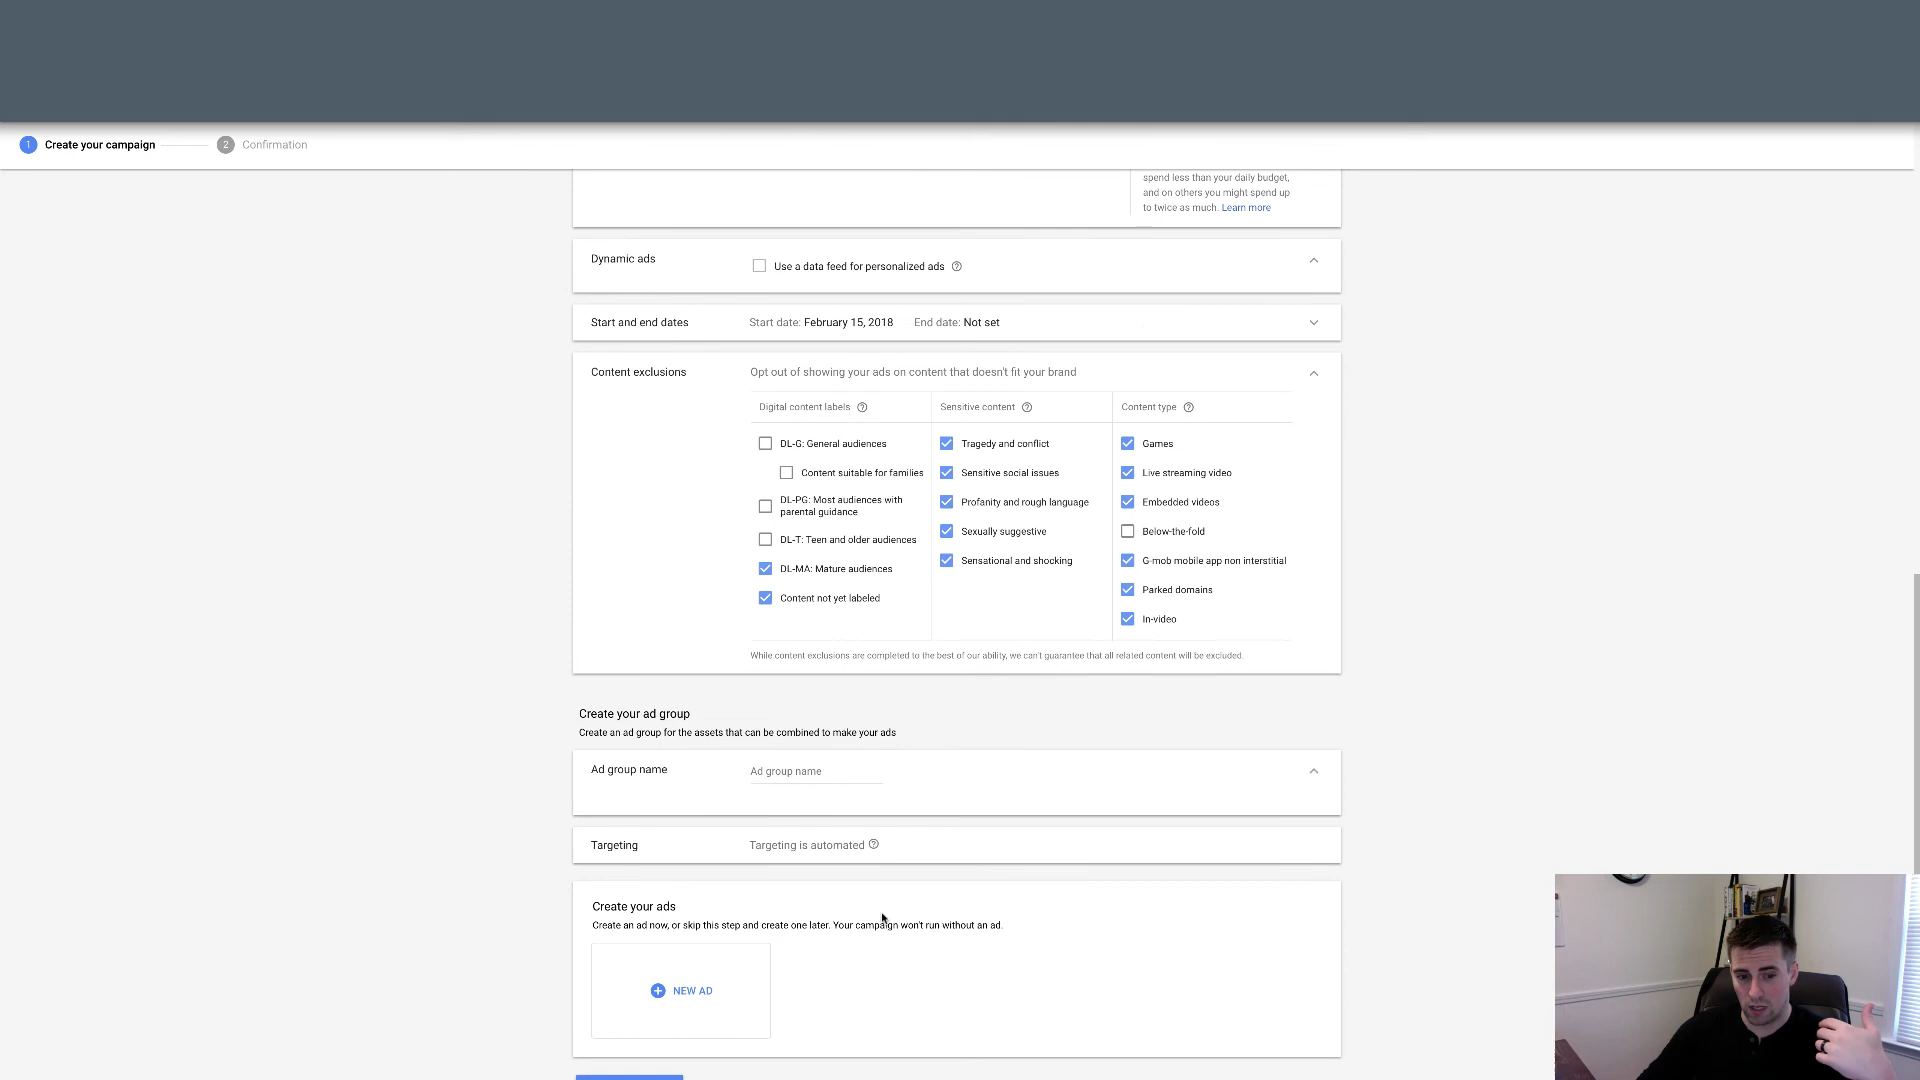 1 Create your campaign 2 Confirmation
spend less than your daily budget,
and on others you might spend up
to twice as much. Learn more
Dynamic ads
Use a data feed for personalized ads
Start and end dates
Start date: February 15, 2018 End date: Not set
Content exclusions
Opt out of showing your ads on content that doesn't fit your brand
Digital content labels
DL-G: General audiences
Content suitable for families
DL-PG: Most audiences with
parental guidance
DL-T: Teen and older audiences
DL-MA: Mature audiences
Content not yet labeled
Sensitive content
Tragedy and conflict
Sensitive social issues
Profanity and rough language
Sexually suggestive
Sensational and shocking
Content type
Games
Live streaming video
Embedded videos
Below-the-fold
G-mob mobile app non interstitial
Parked domains
In-video
While content exclusions are completed to the best of our ability, we can't guarantee that all related content will be excluded.
Create your ad group
Create an ad group for the assets that can be combined to make your ads
Ad group name
Ad group name
Targeting
Targeting is automated
Create your ads
Create an ad now, or skip this step and create one later. Your campaign won't run without an ad.
NEW AD